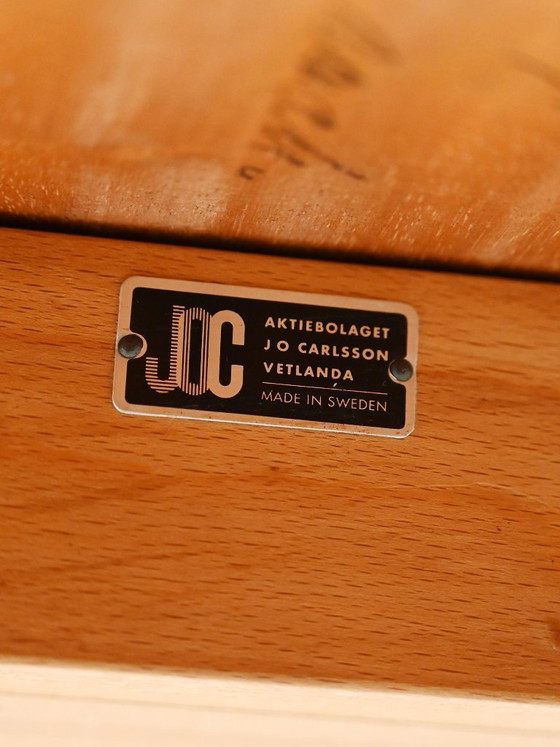 JOC
AKTIEBOLAGET
J O CARLSSON
VETLANDA
MADE IN SWEDEN